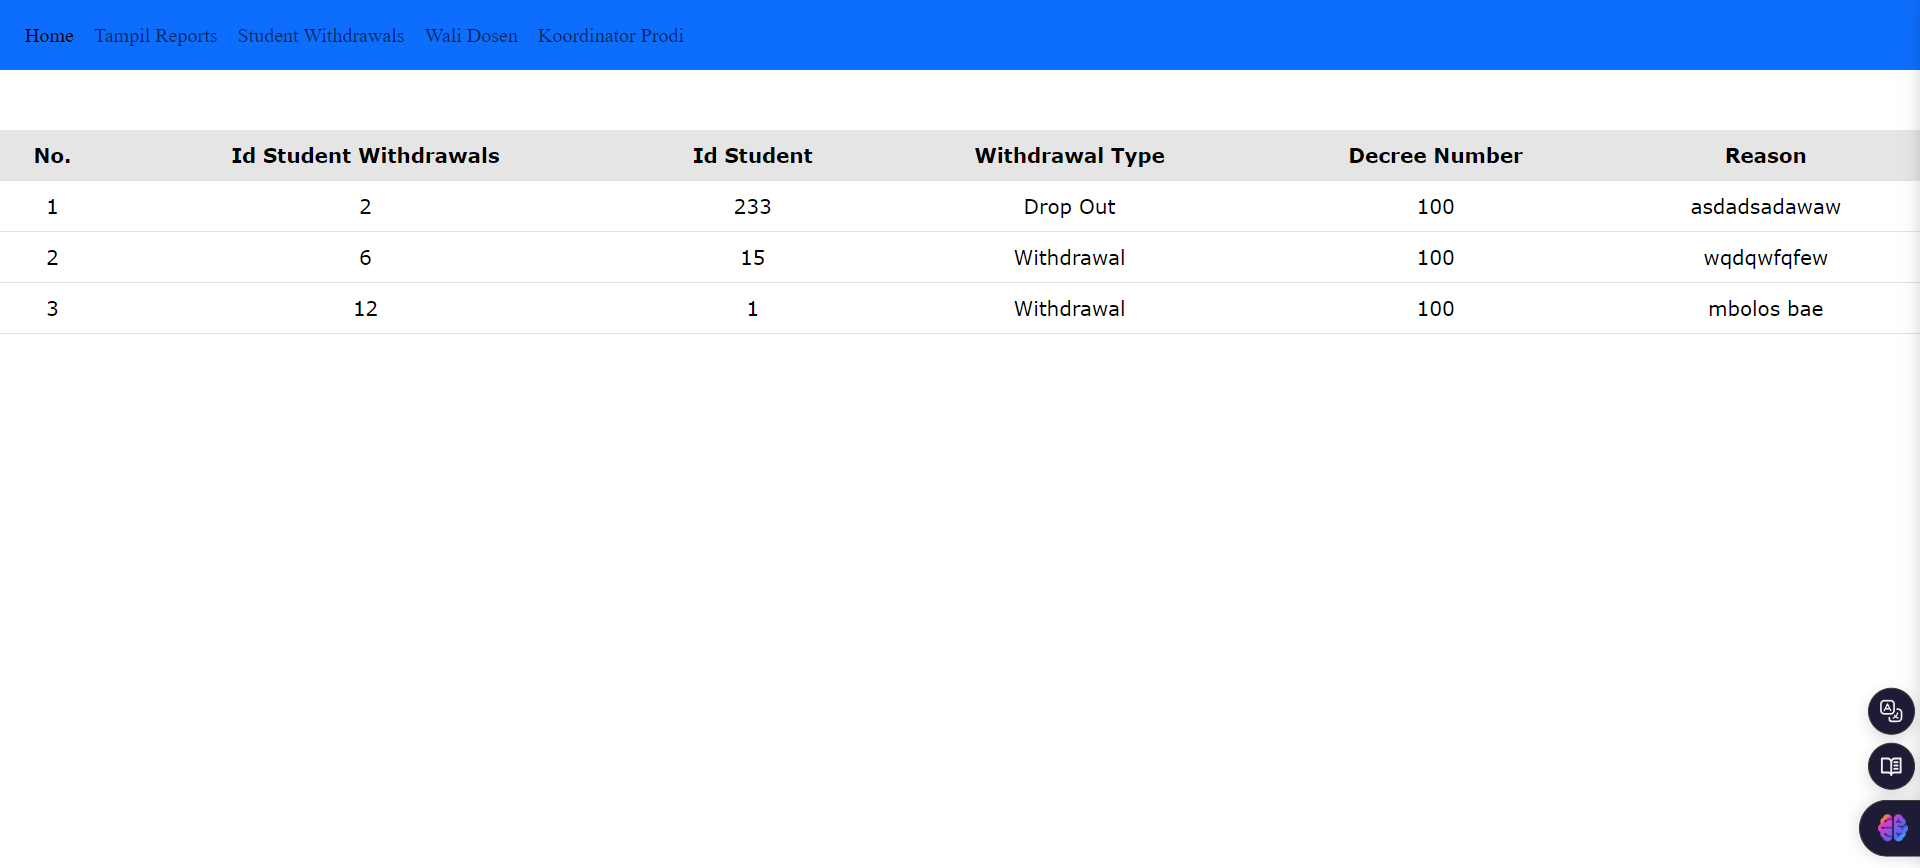 Home Tampil Reports Student Withdrawals Wali Dosen Koordinator Prodi
No. Id Student Withdrawals Id Student Withdrawal Type Decree Number Reason
1 2 233 Drop Out 100 asdadsadawaw
2 6 15 Withdrawal 100 wqdqwfqfew
3 12 1 Withdrawal 100 mbolos bae